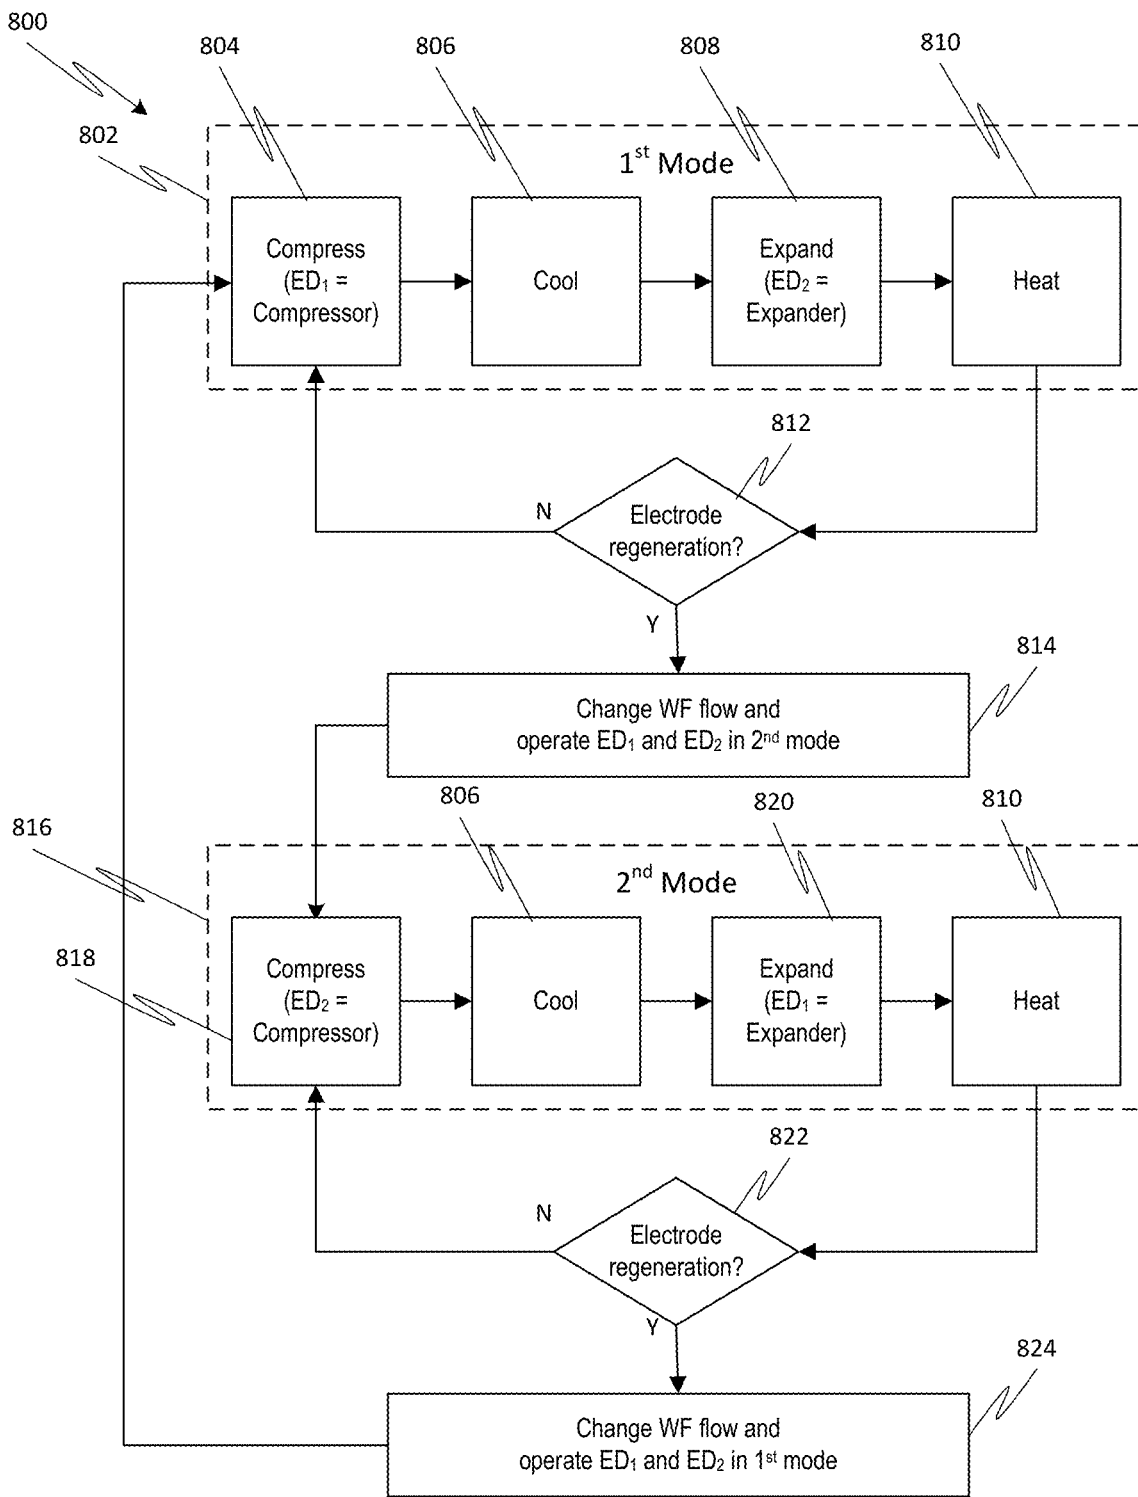 800
804
806
808
810
802
1st Mode
Compress
(ED1 =
Compressor)
Cool
Expand
(ED2 =
Expander)
Heat
812
N
Electrode
regeneration?
Y
814
Change WF flow and
operate ED1 and ED2 in 2nd mode
806
820
810
816
2nd Mode
818
Compress
(ED2 =
Compressor)
Cool
Expand
(ED1 =
Expander)
Heat
822
N
Electrode
regeneration?
Y
824
Change WF flow and
operate ED1 and ED2 in 1st mode